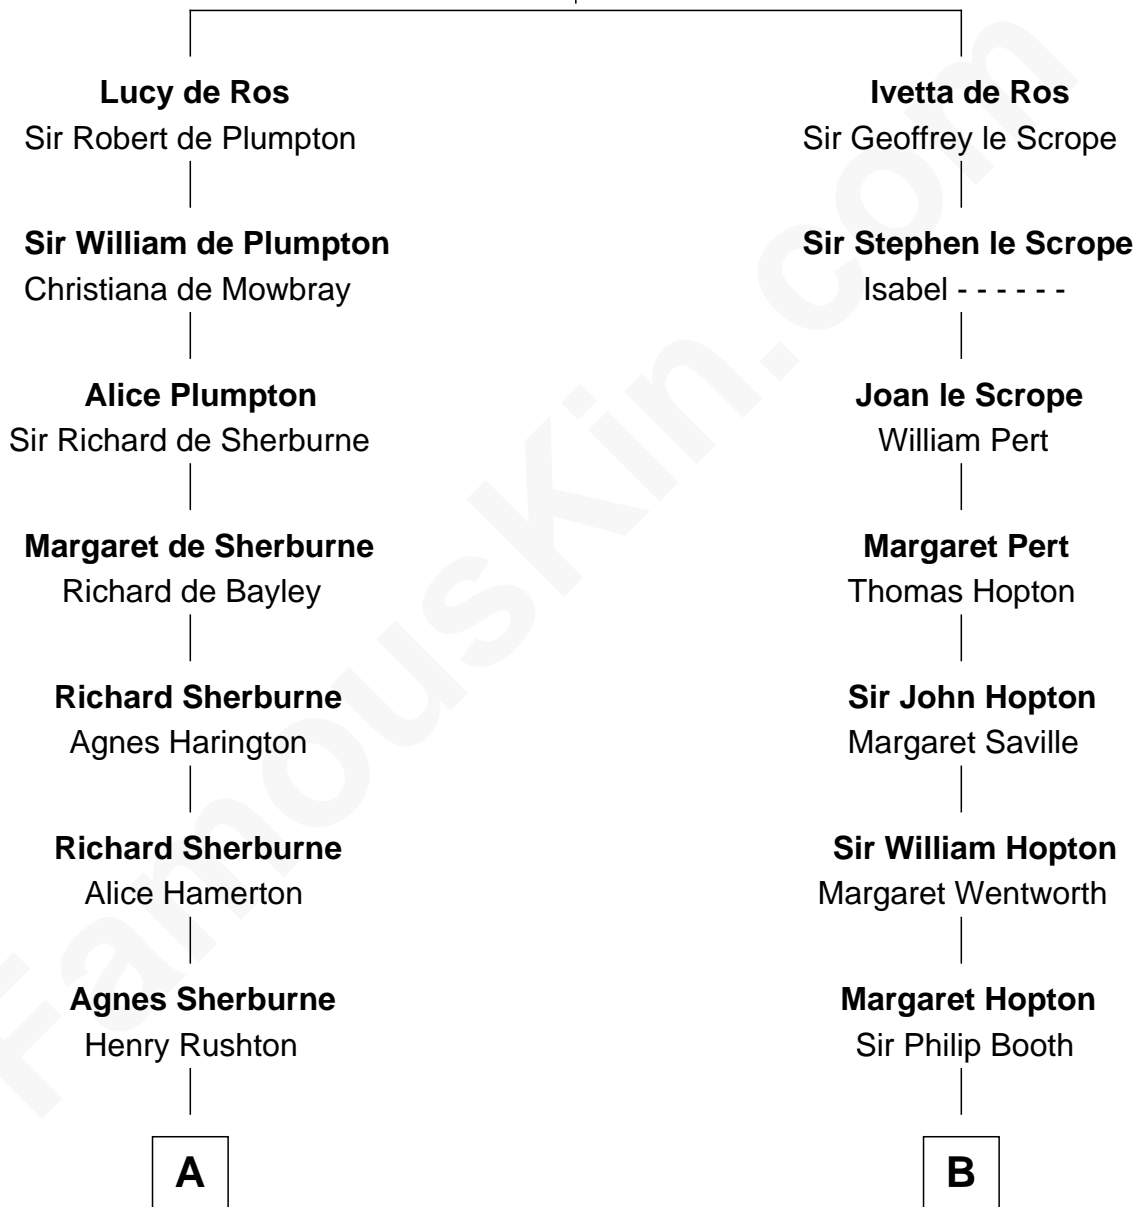 Lucy de Ros
Sir Robert de Plumpton
Sir William de Plumpton
Christiana de Mowbray
Alice Plumpton
Sir Richard de Sherburne
Margaret de Sherburne
Richard de Bayley
Richard Sherburne
Agnes Harington
Richard Sherburne
Alice Hamerton
Agnes Sherburne
Henry Rushton
A
Ivetta de Ros
Sir Geoffrey le Scrope
Sir Stephen le Scrope
Isabel - - - - - -
Joan le Scrope
William Pert
Margaret Pert
Thomas Hopton
Sir John Hopton
Margaret Saville
Sir William Hopton
Margaret Wentworth
Margaret Hopton
Sir Philip Booth
B
FamousKin.com